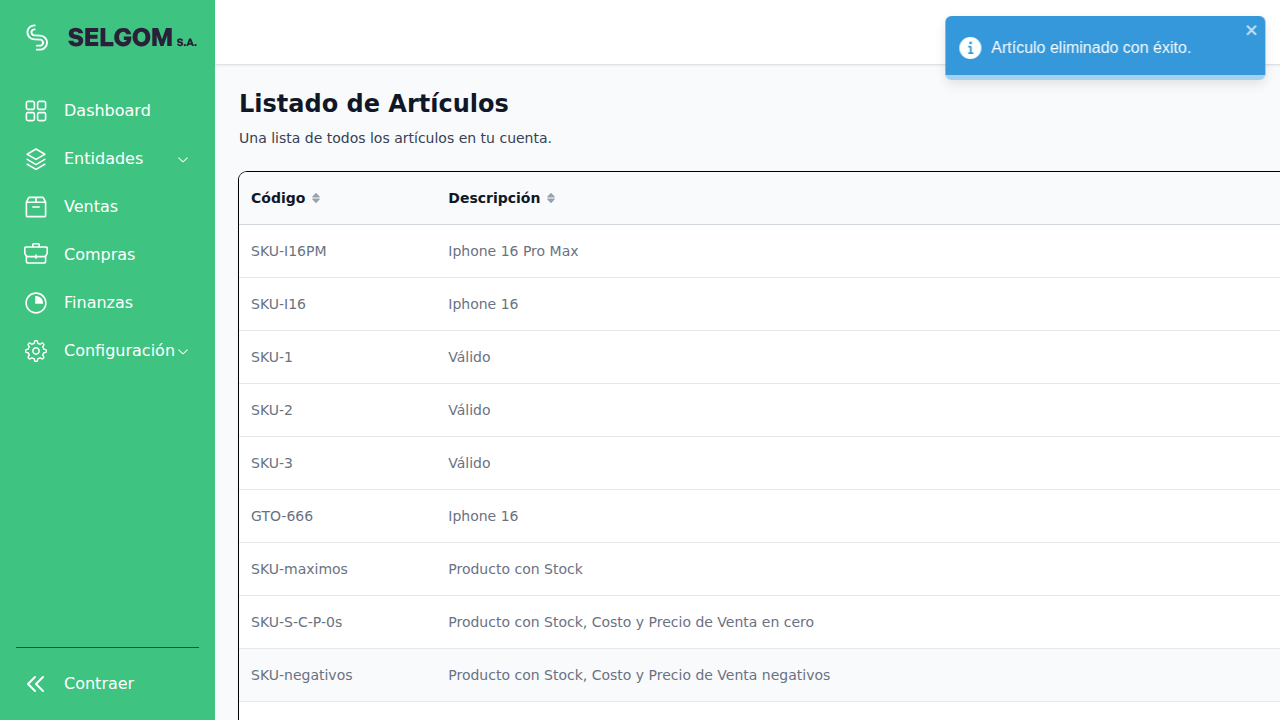 SELGOM S.A.
Artículo eliminado con éxito.
Dashboard
Entidades
Ventas
Compras
Finanzas
Configuración
Contraer
Listado de Artículos
Una lista de todos los artículos en tu cuenta.
Código Descripción
SKU-I16PM Iphone 16 Pro Max
SKU-I16 Iphone 16
SKU-1 Válido
SKU-2 Válido
SKU-3 Válido
GTO-666 Iphone 16
SKU-maximos Producto con Stock
SKU-S-C-P-0s Producto con Stock, Costo y Precio de Venta en cero
SKU-negativos Producto con Stock, Costo y Precio de Venta negativos